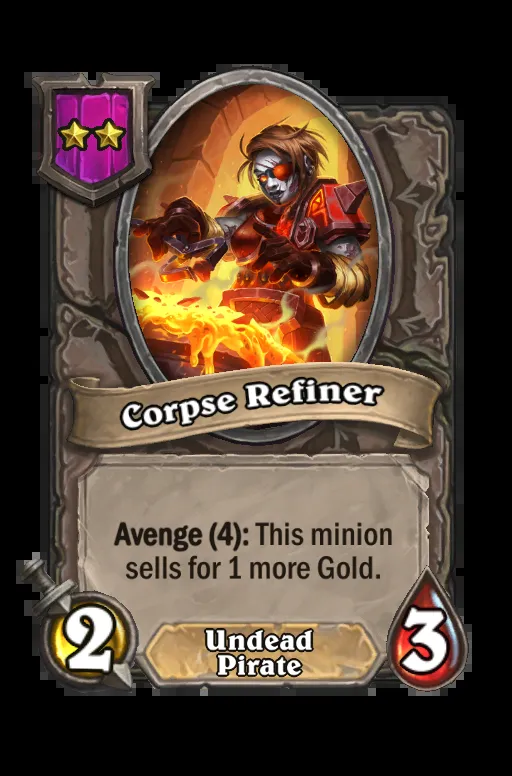 Corpse Refiner
Avenge (4): This minion
sells for 1 more Gold.
2
Undead
Pirate
3